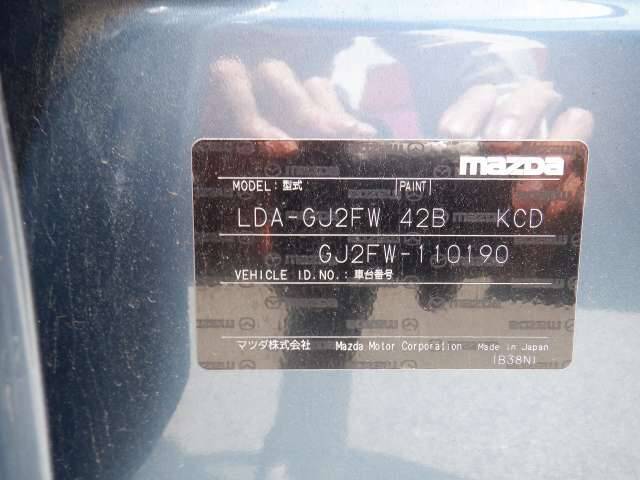 mazda
MODEL:型式 PAINT
LDA-GJ2FW 42B KCD
GJ2FW-110190
VEHICLE ID.NO.:車台番号
マツダ株式会社 Mazda Motor Corporation Made in Japan
(B38N)